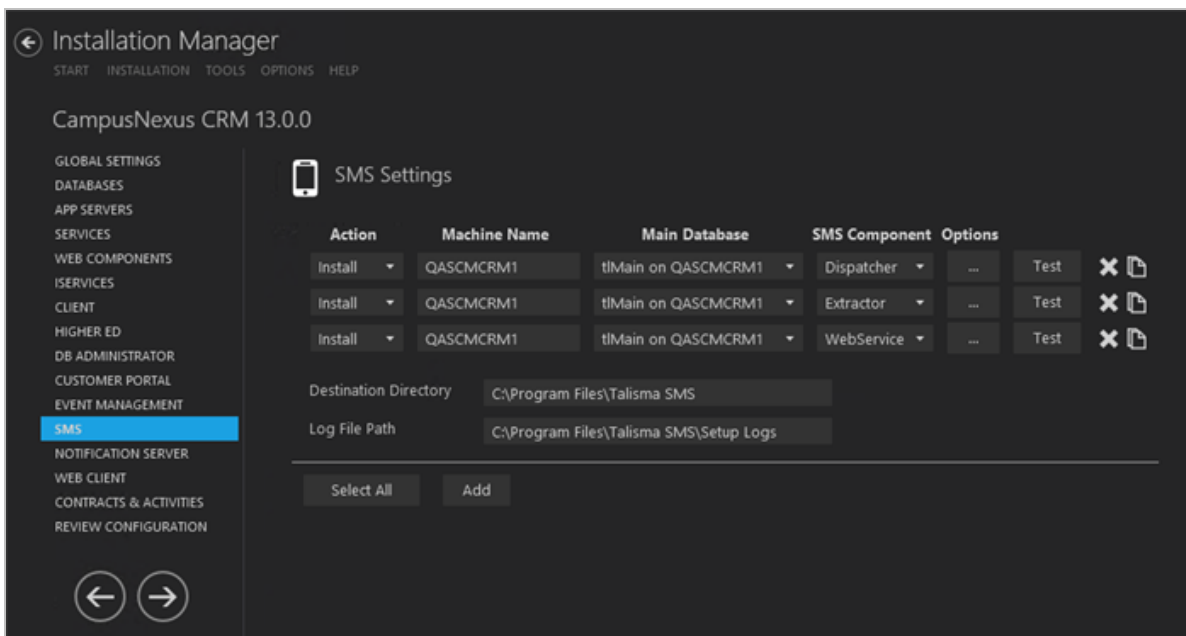 Installation Manager
START INSTALLATION TOOLS OPTIONS HELP
CampusNexus CRM 13.0.0
GLOBAL SETTINGS
DATABASES
APP SERVERS
SERVICES
WEB COMPONENTS
ISERVICES
CLIENT
HIGHER ED
DB ADMINISTRATOR
CUSTOMER PORTAL
EVENT MANAGEMENT
SMS
NOTIFICATION SERVER
WEB CLIENT
CONTRACTS & ACTIVITIES
REVIEW CONFIGURATION
SMS Settings
Action Machine Name Main Database SMS Component Options
Install QASCMCRM1 tlMain on QASCMCRM1 Dispatcher ... Test
Install QASCMCRM1 tlMain on QASCMCRM1 Extractor ... Test
Install QASCMCRM1 tlMain on QASCMCRM1 WebService ... Test
Destination Directory C:\Program Files\Talisma SMS
Log File Path C:\Program Files\Talisma SMS\Setup Logs
Select All Add